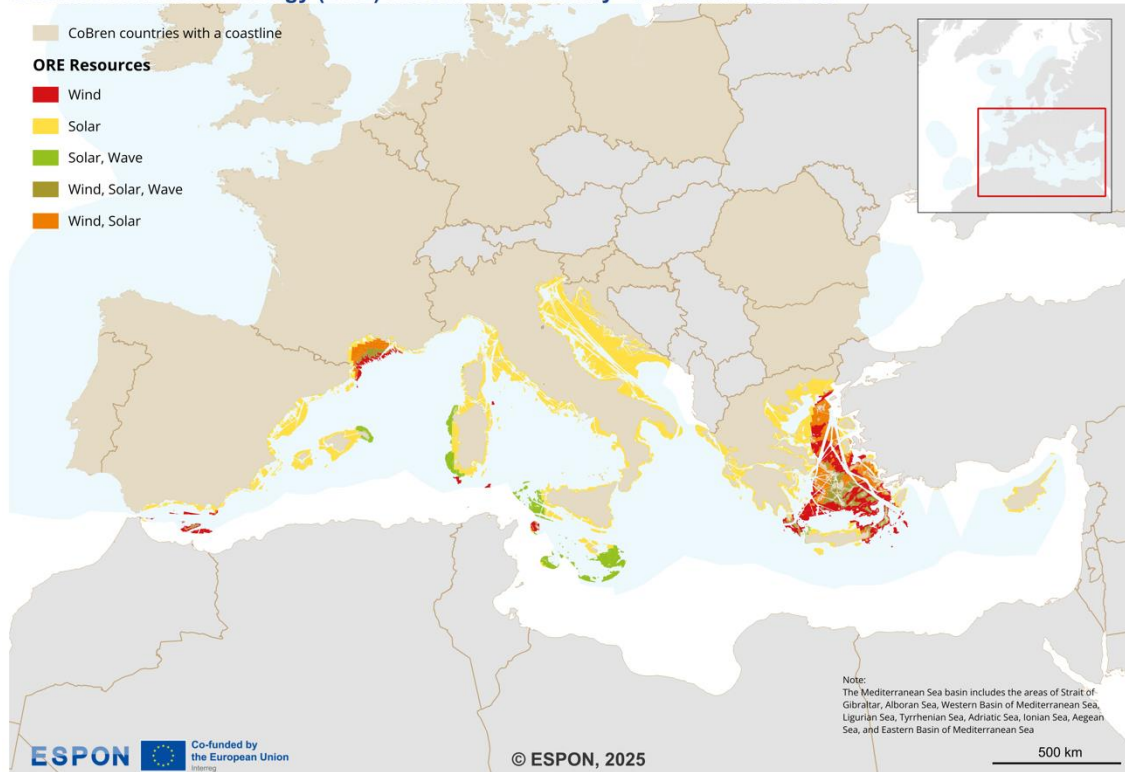 CoBren countries with a coastline
ORE Resources
Wind
Solar
Solar, Wave
Wind, Solar, Wave
Wind, Solar
Note:
The Mediterranean Sea basin includes the areas of Strait of
Gibraltar, Alboran Sea, Western Basin of Mediterranean Sea,
Ligurian Sea, Tyrrhenian Sea, Adriatic Sea, Ionian Sea, Aegean
Sea, and Eastern Basin of Mediterranean Sea
500 km
ESPON
Co-funded by
the European Union
Interreg
© ESPON, 2025